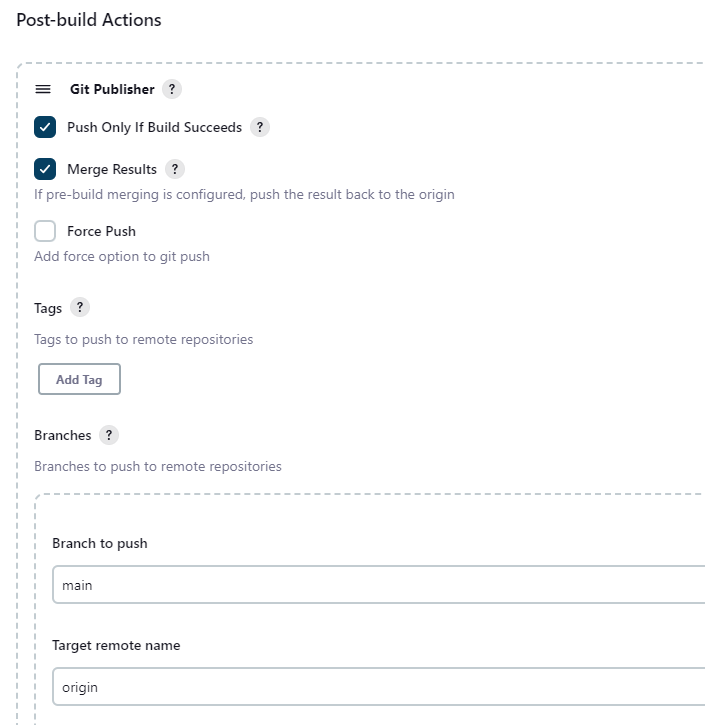 Post-build Actions
Git Publisher ?
Push Only If Build Succeeds ?
Merge Results ?
If pre-build merging is configured, push the result back to the origin
Force Push
Add force option to git push
Tags ?
Tags to push to remote repositories
Add Tag
Branches ?
Branches to push to remote repositories
Branch to push
main
Target remote name
origin